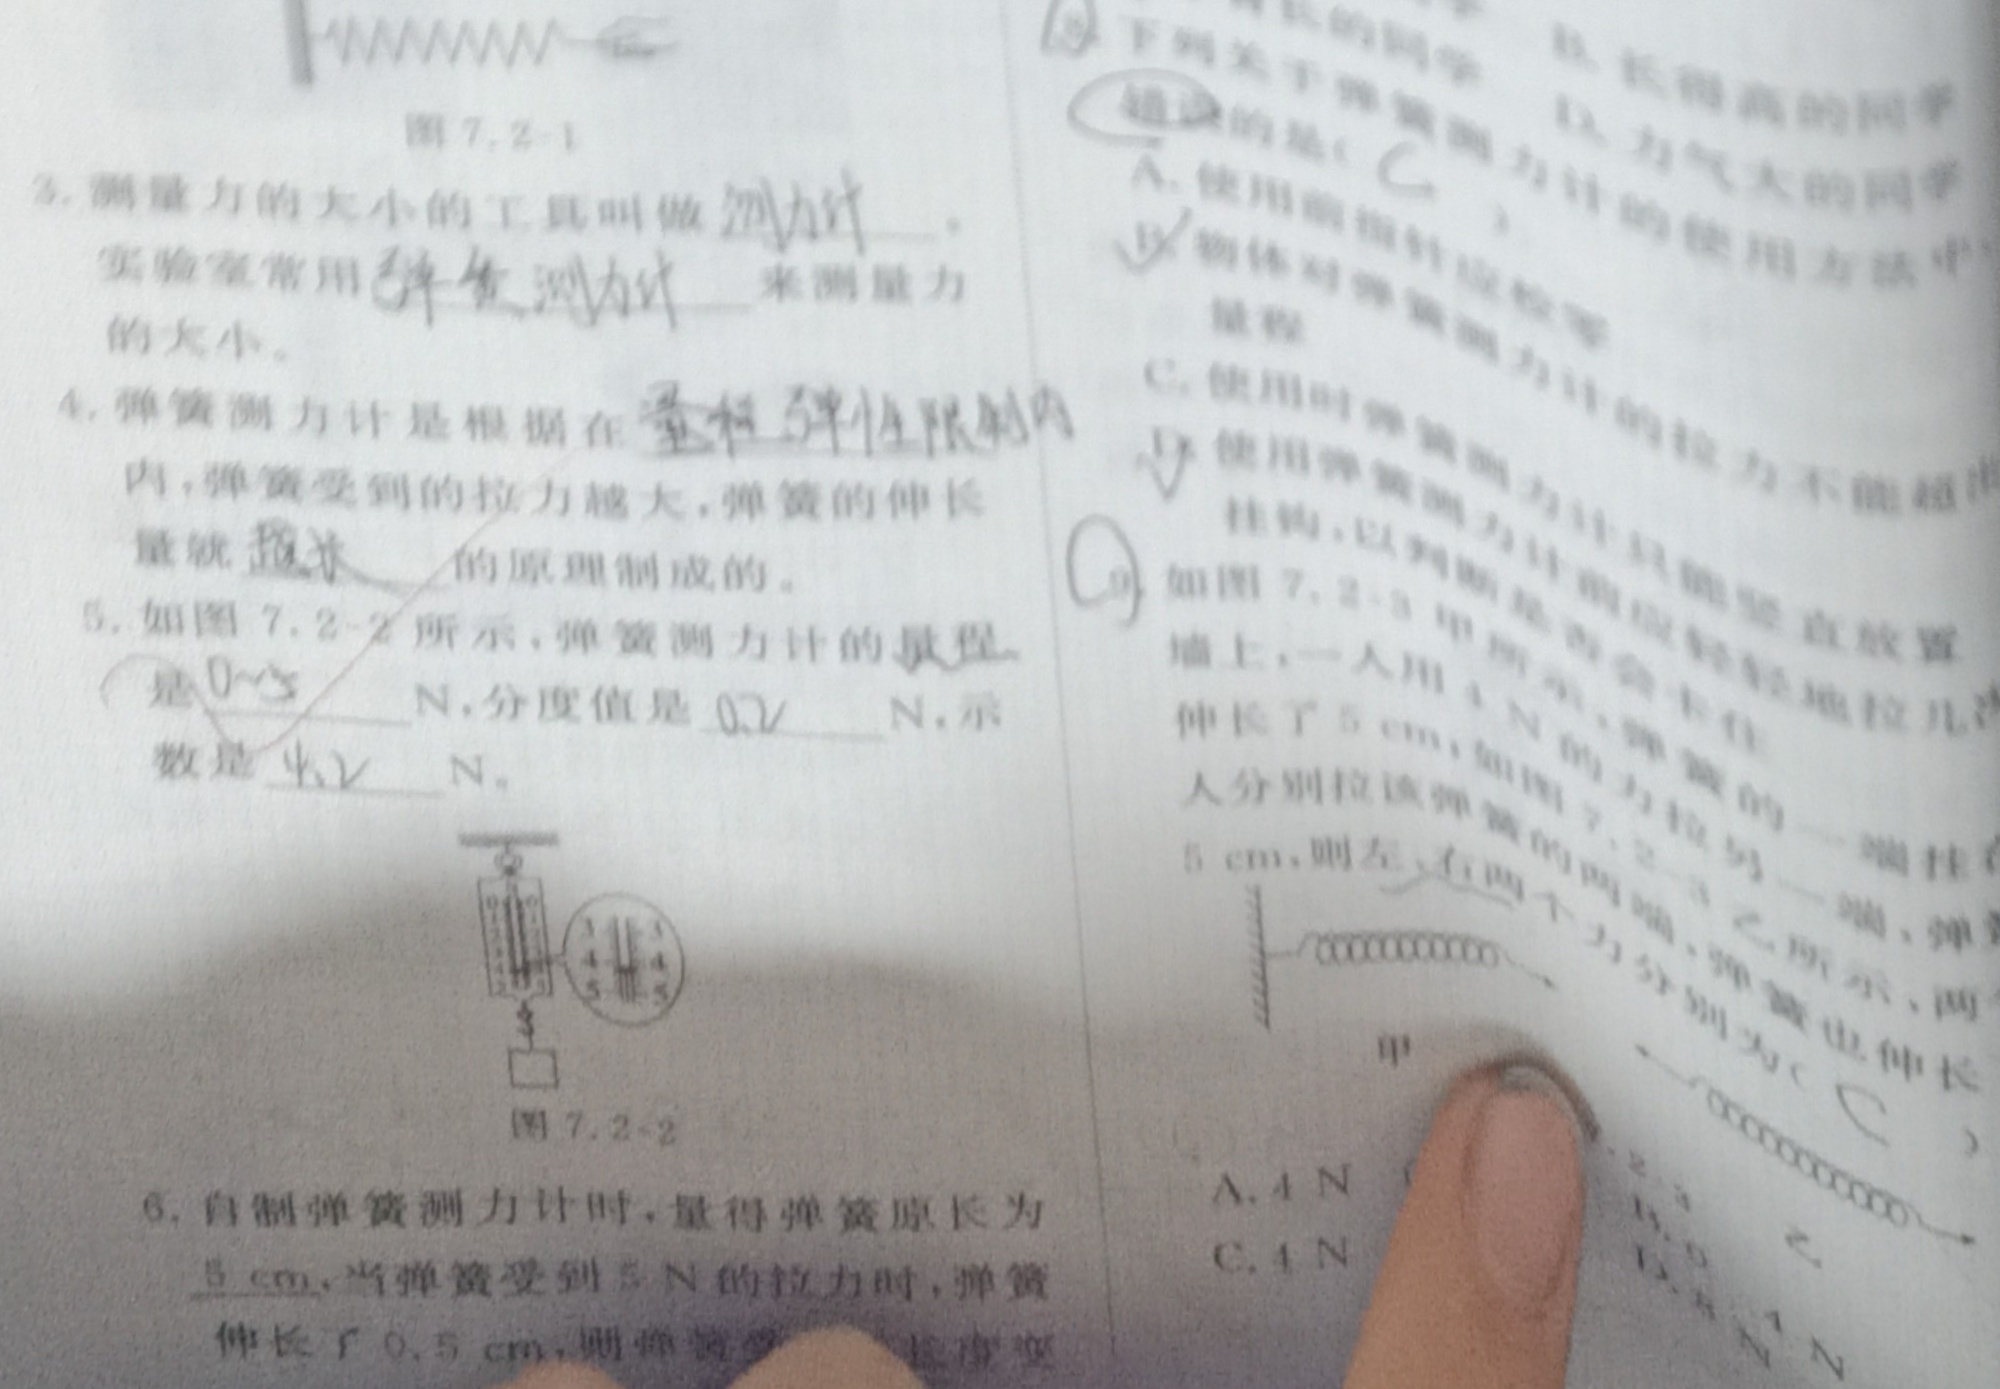 图 7.2-1
3. 测量力的大小的工具叫做 测力计 。
实验室常用 弹簧测力计 来测量力
的大小。
4. 弹簧测力计是根据在 弹性限制内
内,弹簧受到的拉力越大,弹簧的伸长
量就 越长 的原理制成的。
5. 如图 7.2-2 所示,弹簧测力计的量程
是 0~5 N,分度值是 0.2 N,示
数是 4.2 N。
0 0
3 3
4 4
5 5
图 7.2-2
6. 自制弹簧测力计时,量得弹簧原长为
5 cm,当弹簧受到 5 N 的拉力时,弹簧
伸长了 0.5 cm,则弹簧 长度变
长的同学 B. 长得高的同学
D. 力气大的同学
8. 下列关于弹簧测力计的使用方法中
错误的是( C )
A. 使用前指针应检零
B. 物体对弹簧测力计的拉力不能超出
量程
C. 使用时弹簧测力计只能竖直放置
D. 使用弹簧测力计前应轻轻地拉几次
挂钩,以判断是否会卡住
9. 如图 7.2-3 甲所示,弹簧的一端挂在
墙上,一人用 4 N 的力拉另一端,弹簧
伸长了 5 cm,如图 7.2-3 乙所示,两
人分别拉该弹簧的两端,弹簧也伸长
5 cm,则左、右两个力分别为( C )
甲
乙
2-3
A. 4 N B. 0 4 N
C. 4 N D. 8 N